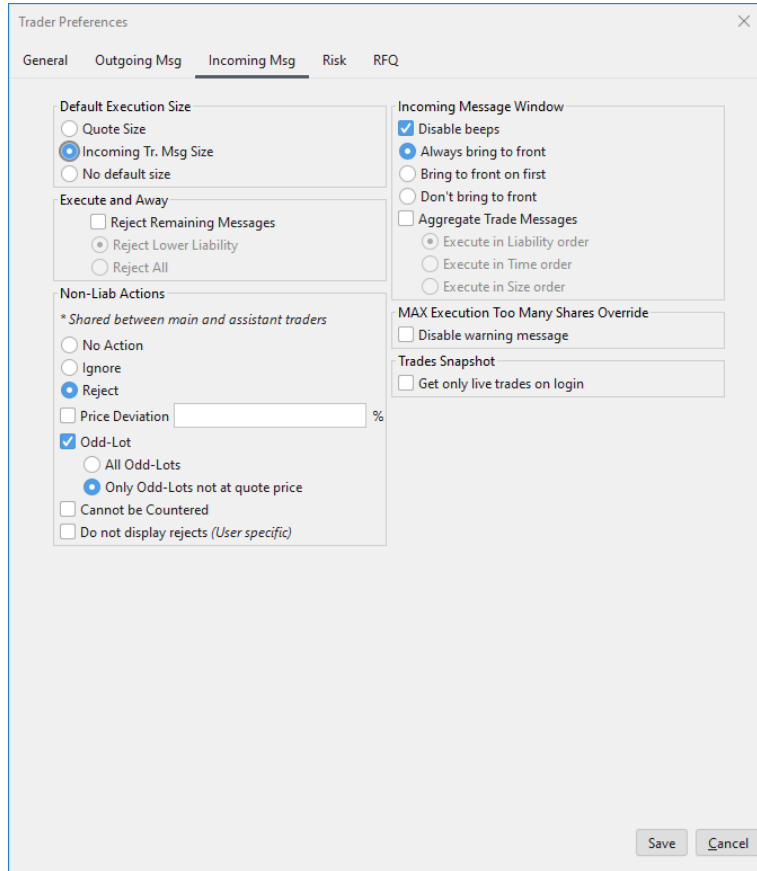 Trader Preferences
General Outgoing Msg Incoming Msg Risk RFQ
Default Execution Size
Quote Size
Incoming Tr. Msg Size
No default size
Execute and Away
Reject Remaining Messages
Reject Lower Liability
Reject All
Non-Liab Actions
* Shared between main and assistant traders
No Action
Ignore
Reject
Price Deviation %
Odd-Lot
All Odd-Lots
Only Odd-Lots not at quote price
Cannot be Countered
Do not display rejects (User specific)
Incoming Message Window
Disable beeps
Always bring to front
Bring to front on first
Don't bring to front
Aggregate Trade Messages
Execute in Liability order
Execute in Time order
Execute in Size order
MAX Execution Too Many Shares Override
Disable warning message
Trades Snapshot
Get only live trades on login
Save Cancel